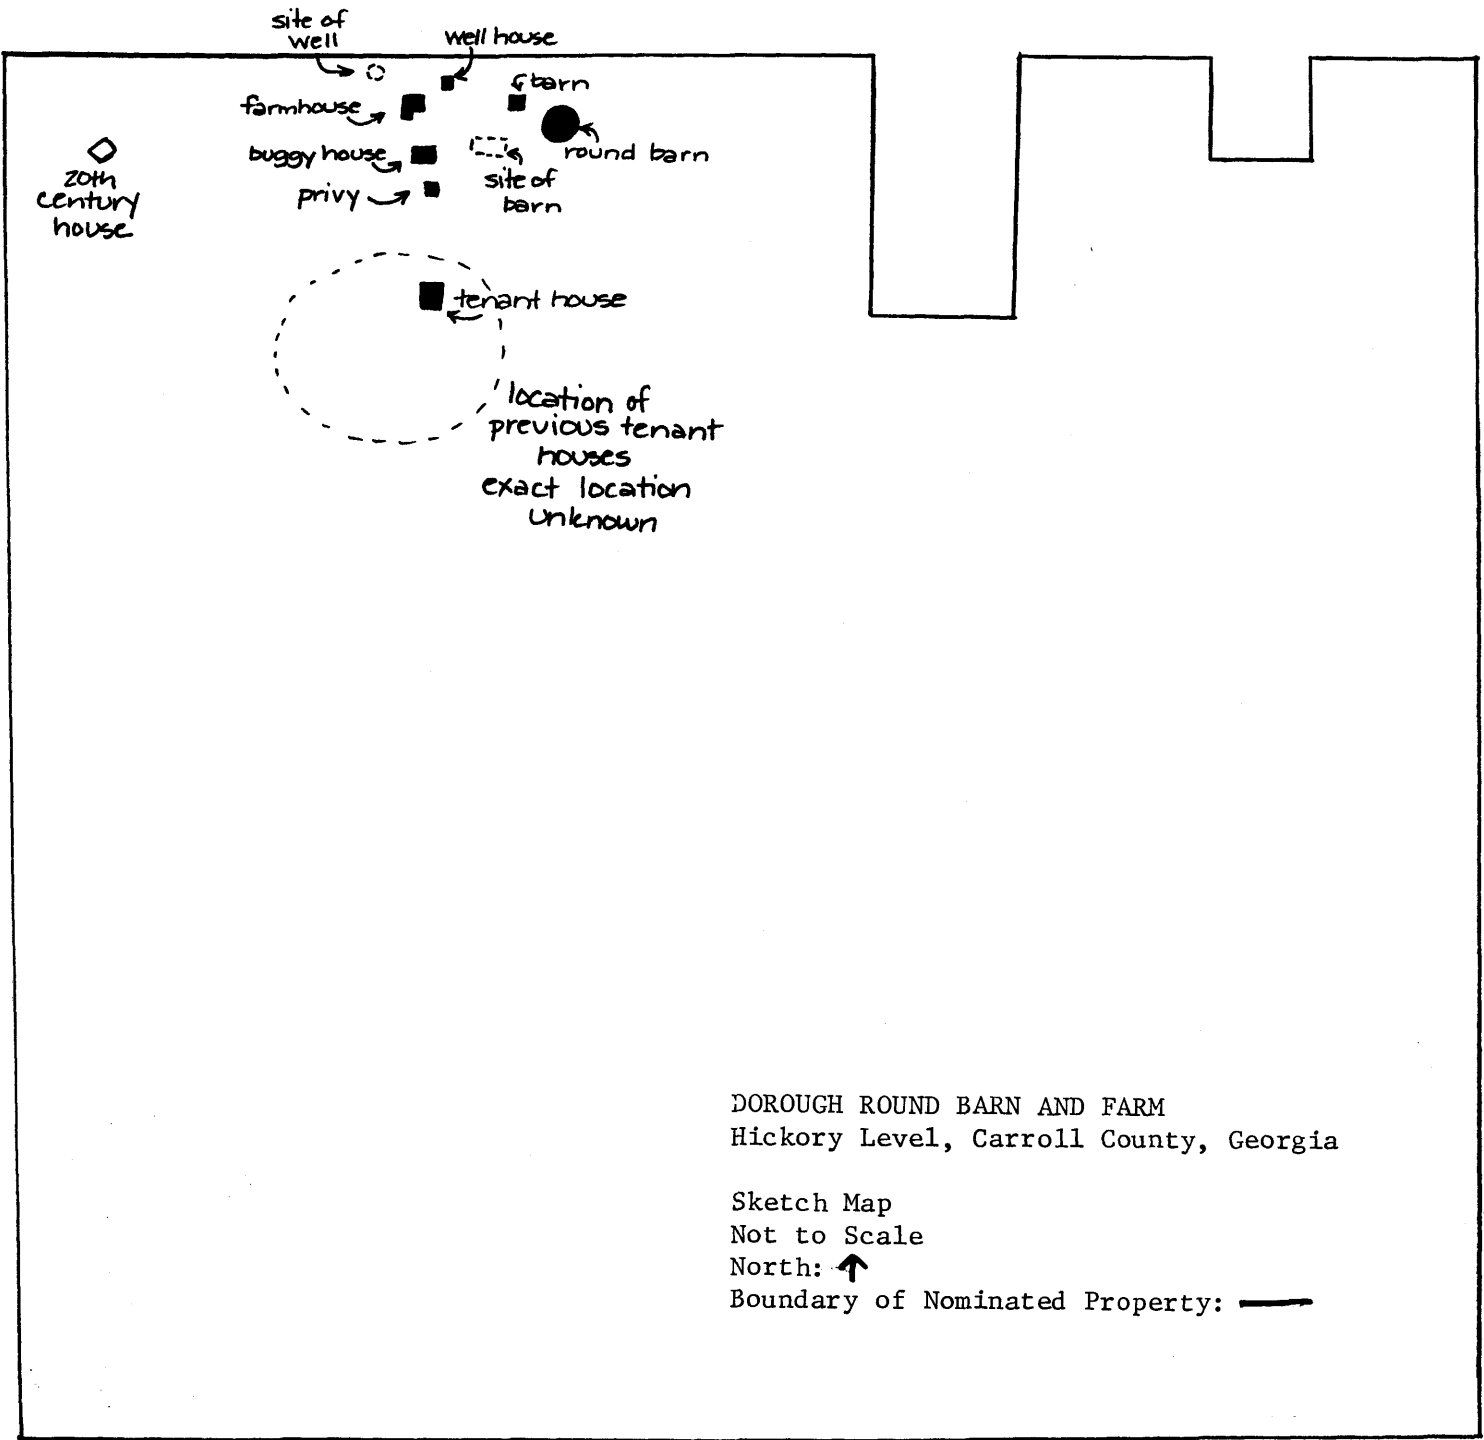 site of
well
well house
barn
farmhouse
round barn
buggy house
site of
barn
privy
20th
century
house
tenant house
location of
previous tenant
houses
exact location
unknown
DOROUGH ROUND BARN AND FARM
Hickory Level, Carroll County, Georgia
Sketch Map
Not to Scale
North:
Boundary of Nominated Property: